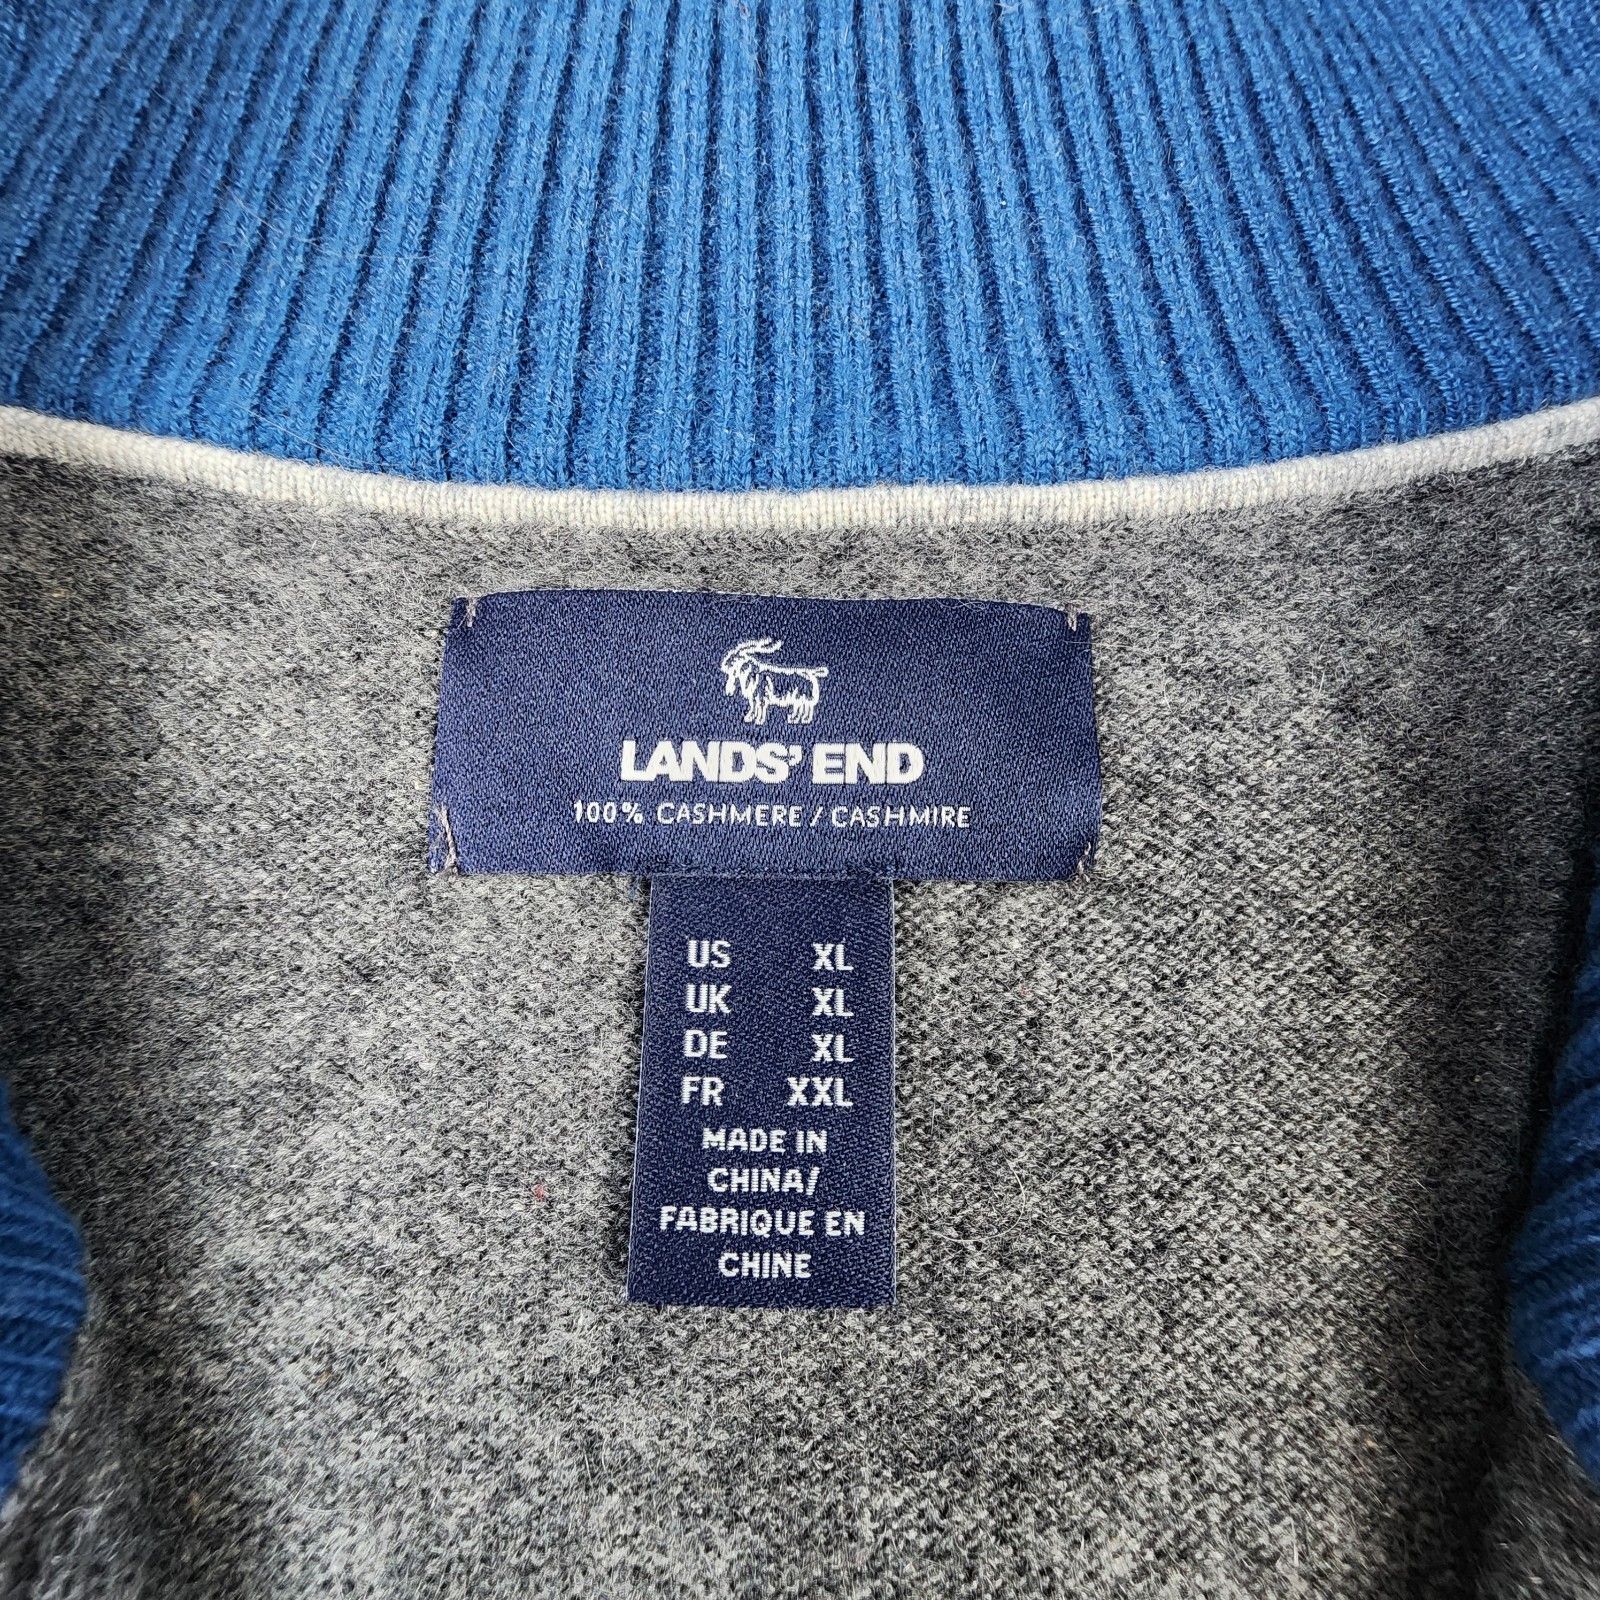 LANDS' END
100% CASHMERE / CASHMIRE
US XL
UK XL
DE XL
FR XXL
MADE IN
CHINA/
FABRIQUE EN
CHINE